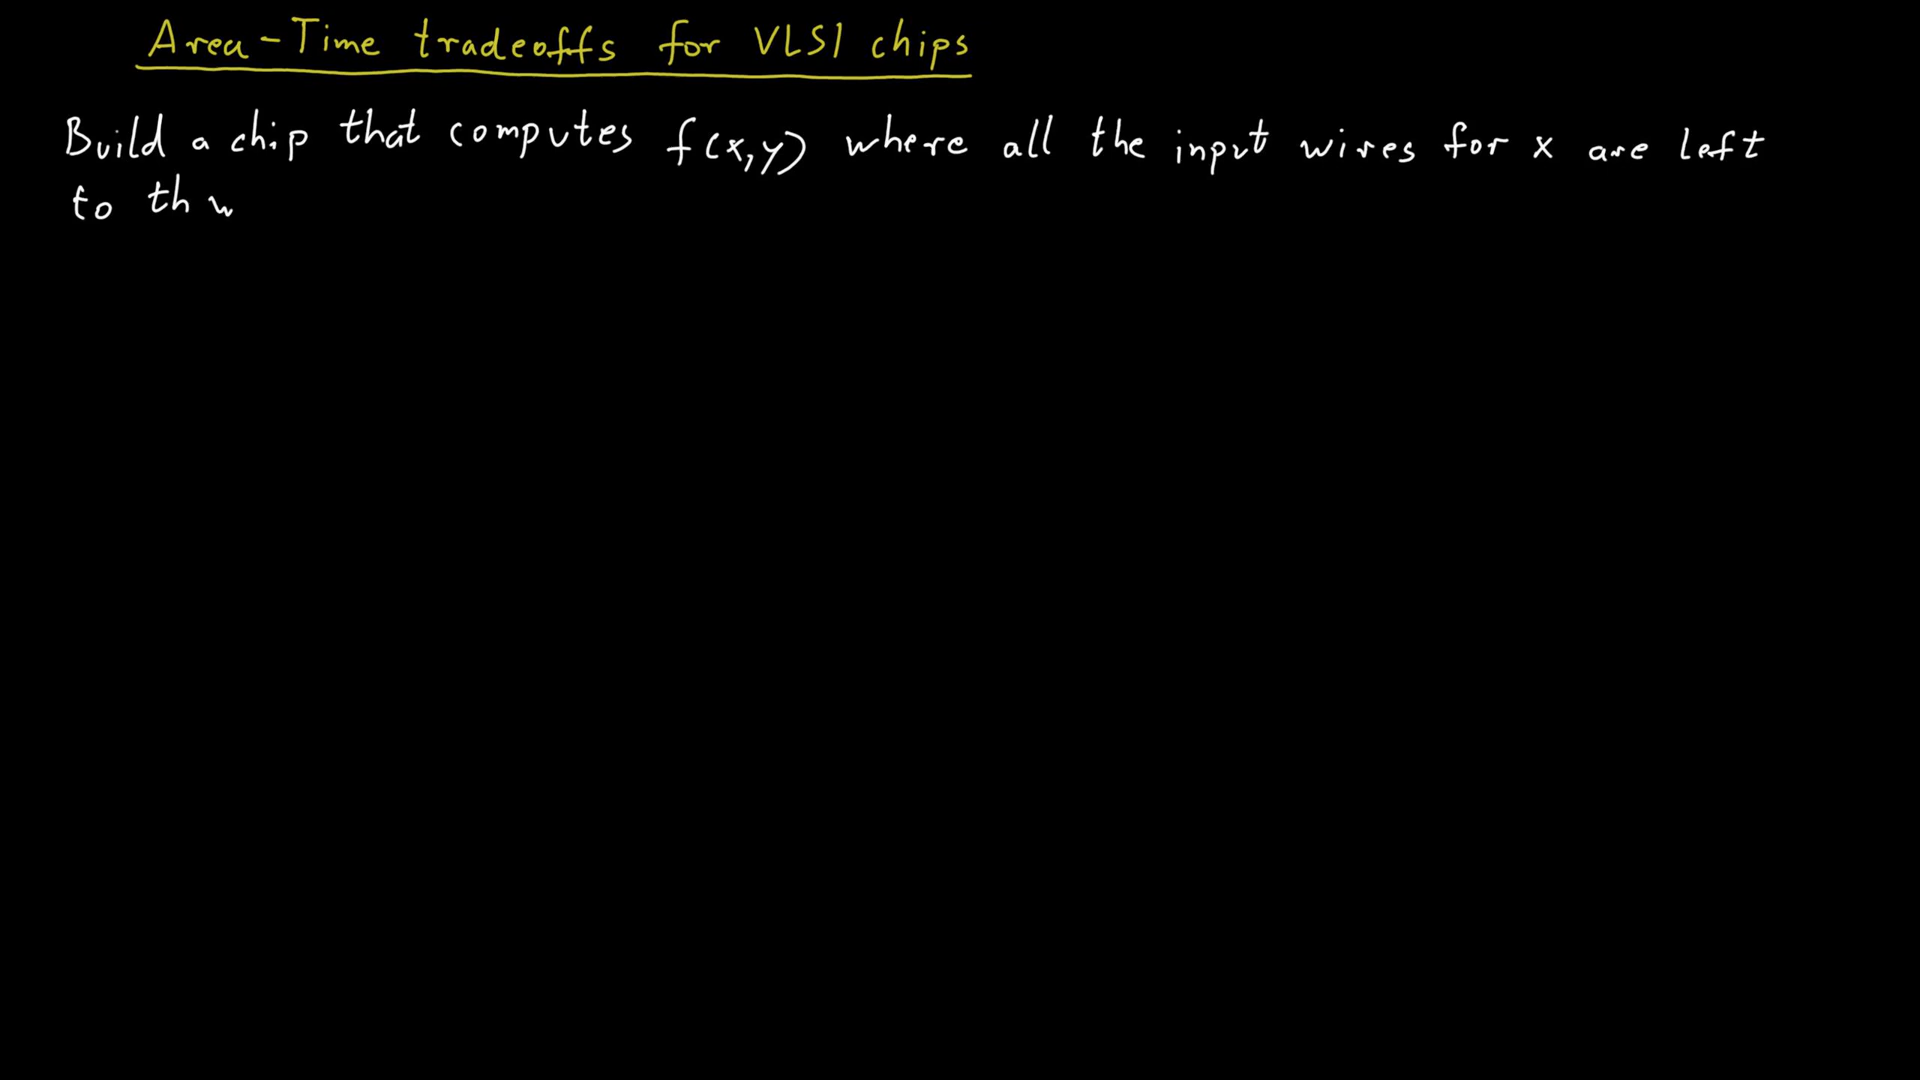 Area-Time tradeoffs for VLSI chips
Build a chip that computes f(x,y) where all the input wires for x are left
to th w